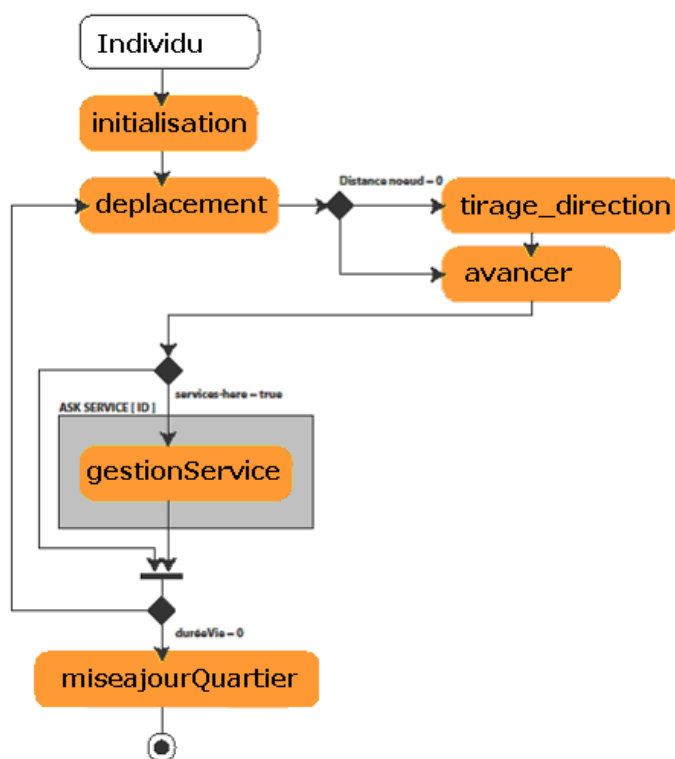 Individu
initialisation
Distance noeud = 0
deplacement
tirage_direction
avancer
services-here = true
ASK SERVICE [ ID ]
gestionService
duréeVie = 0
miseajourQuartier